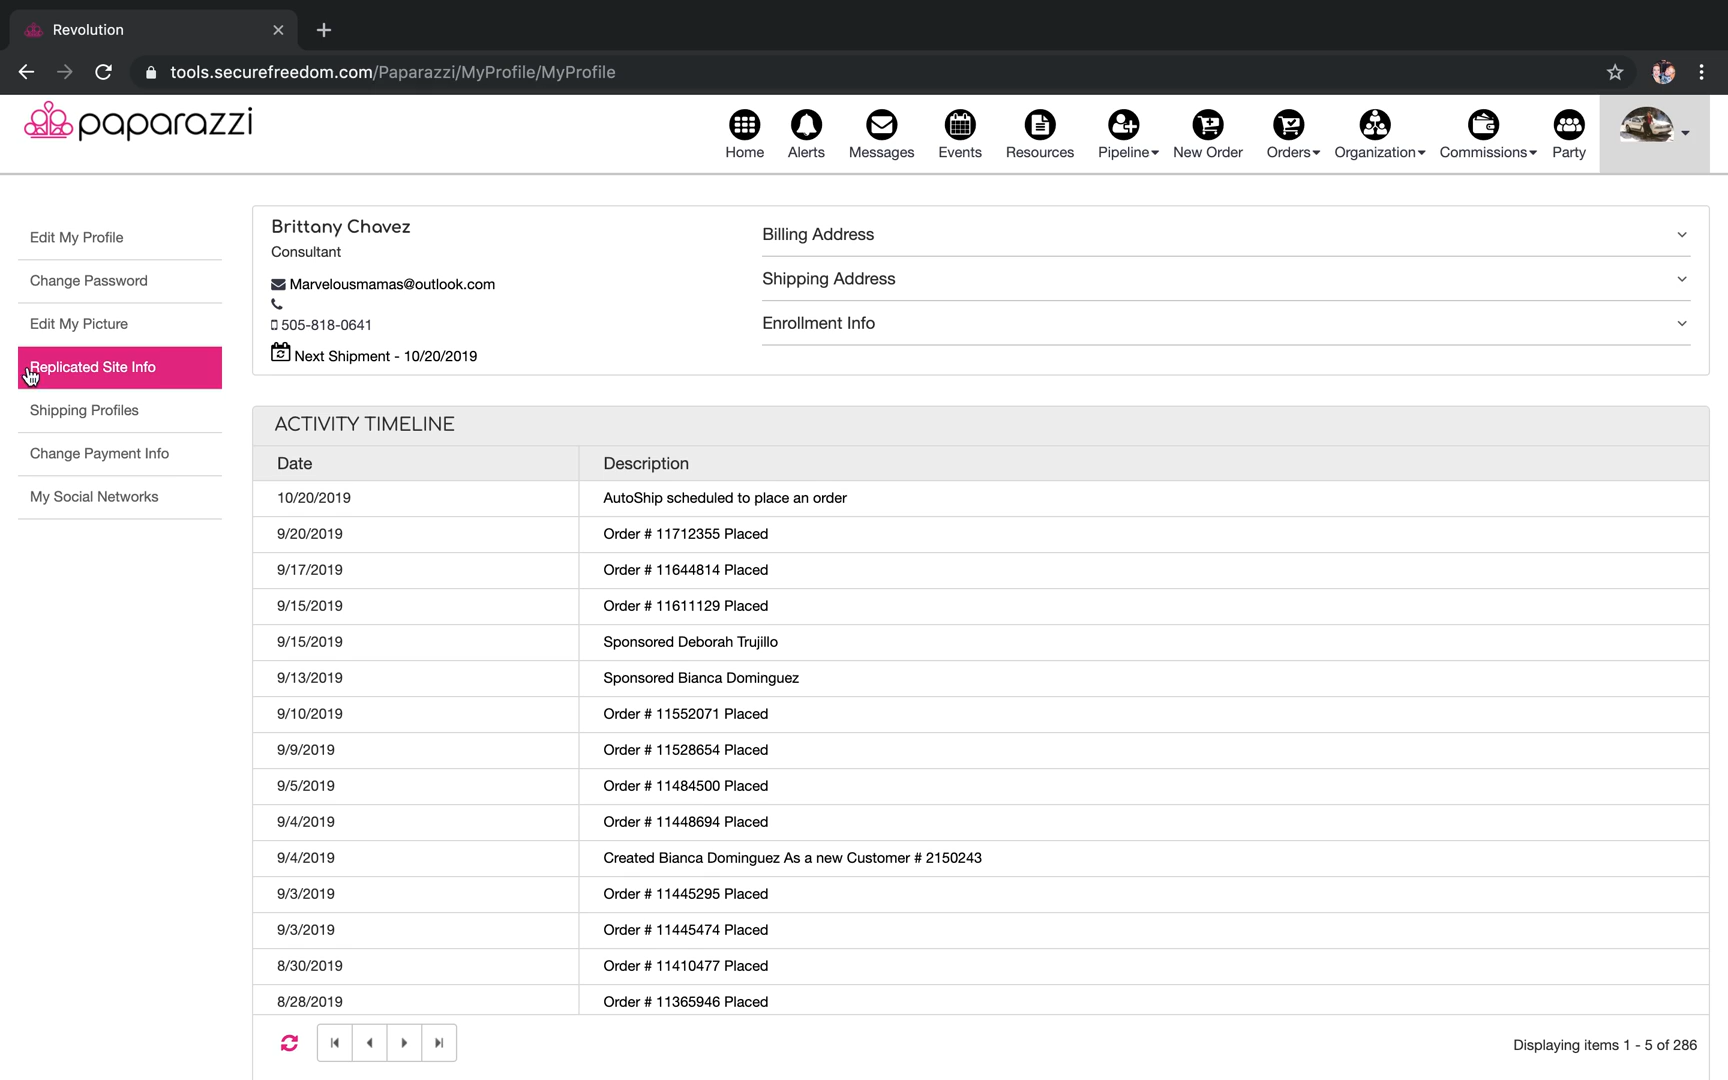 Revolution
tools.securefreedom.com/Paparazzi/MyProfile/MyProfile
paparazzi
Home
Alerts
Messages
Events
Resources
Pipeline
New Order
Orders
Organization
Commissions
Party
Edit My Profile
Change Password
Edit My Picture
Replicated Site Info
Shipping Profiles
Change Payment Info
My Social Networks
Brittany Chavez
Consultant
Marvelousmamas@outlook.com
505-818-0641
Next Shipment - 10/20/2019
Billing Address
Shipping Address
Enrollment Info
ACTIVITY TIMELINE
Date Description
10/20/2019 AutoShip scheduled to place an order
9/20/2019 Order # 11712355 Placed
9/17/2019 Order # 11644814 Placed
9/15/2019 Order # 11611129 Placed
9/15/2019 Sponsored Deborah Trujillo
9/13/2019 Sponsored Bianca Dominguez
9/10/2019 Order # 11552071 Placed
9/9/2019 Order # 11528654 Placed
9/5/2019 Order # 11484500 Placed
9/4/2019 Order # 11448694 Placed
9/4/2019 Created Bianca Dominguez As a new Customer # 2150243
9/3/2019 Order # 11445295 Placed
9/3/2019 Order # 11445474 Placed
8/30/2019 Order # 11410477 Placed
8/28/2019 Order # 11365946 Placed
Displaying items 1 - 5 of 286